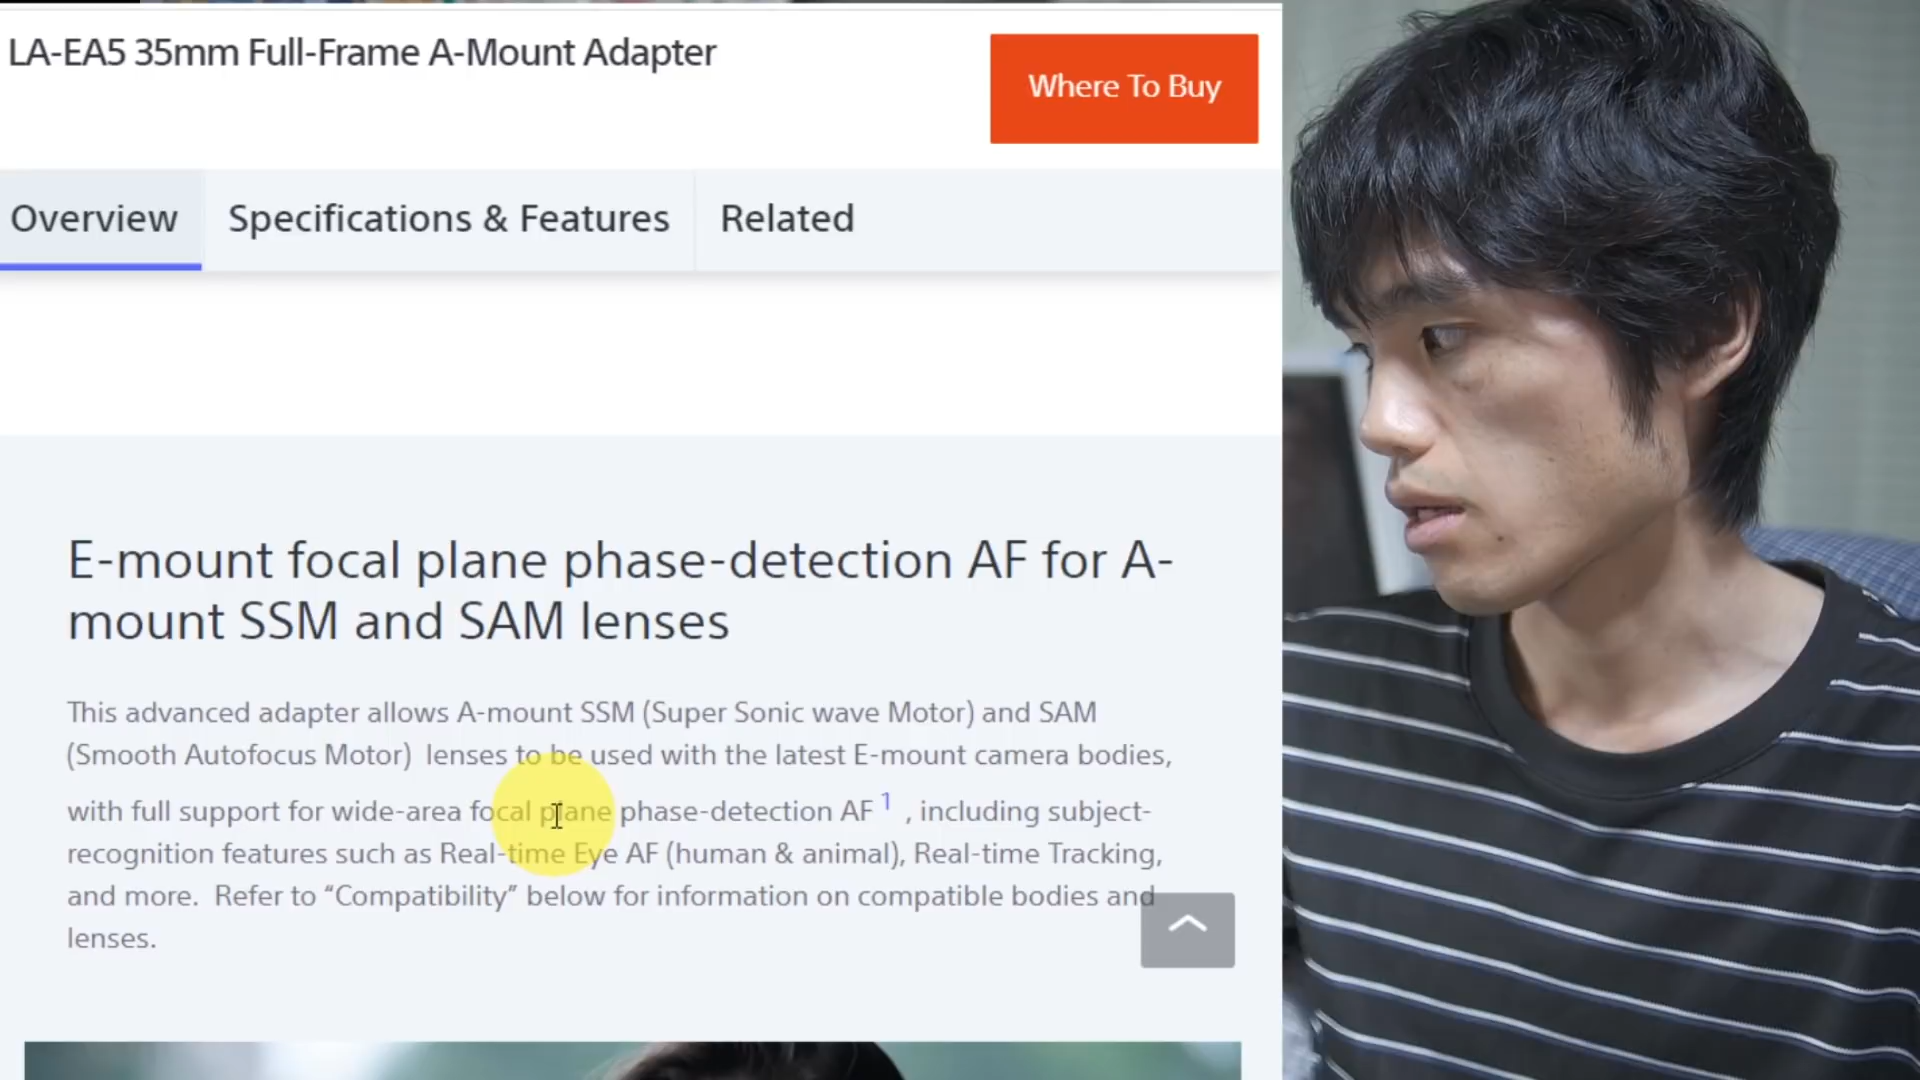 LA-EA5 35mm Full-Frame A-Mount Adapter
Where To Buy
Overview
Specifications & Features
Related
E-mount focal plane phase-detection AF for A-
mount SSM and SAM lenses
This advanced adapter allows A-mount SSM (Super Sonic wave Motor) and SAM
(Smooth Autofocus Motor) lenses to be used with the latest E-mount camera bodies,
with full support for wide-area focal plane phase-detection AF 1 , including subject-
recognition features such as Real-time Eye AF (human & animal), Real-time Tracking,
and more. Refer to “Compatibility” below for information on compatible bodies and
lenses.